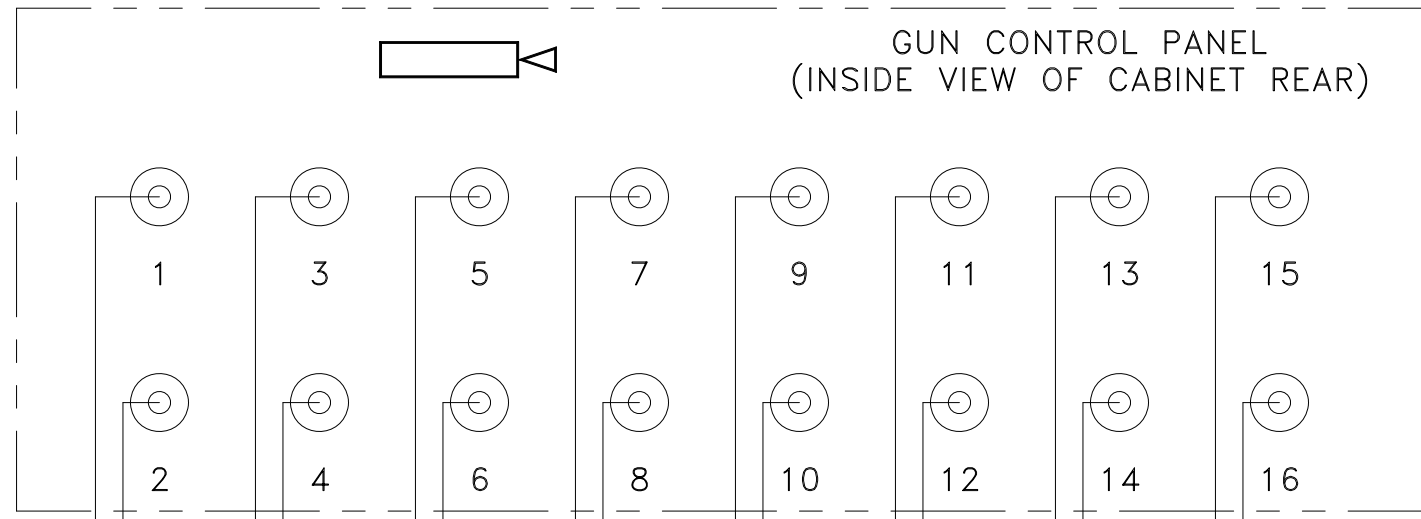 GUN CONTROL PANEL
(INSIDE VIEW OF CABINET REAR)
1 3 5 7 9 11 13 15
2 4 6 8 10 12 14 16